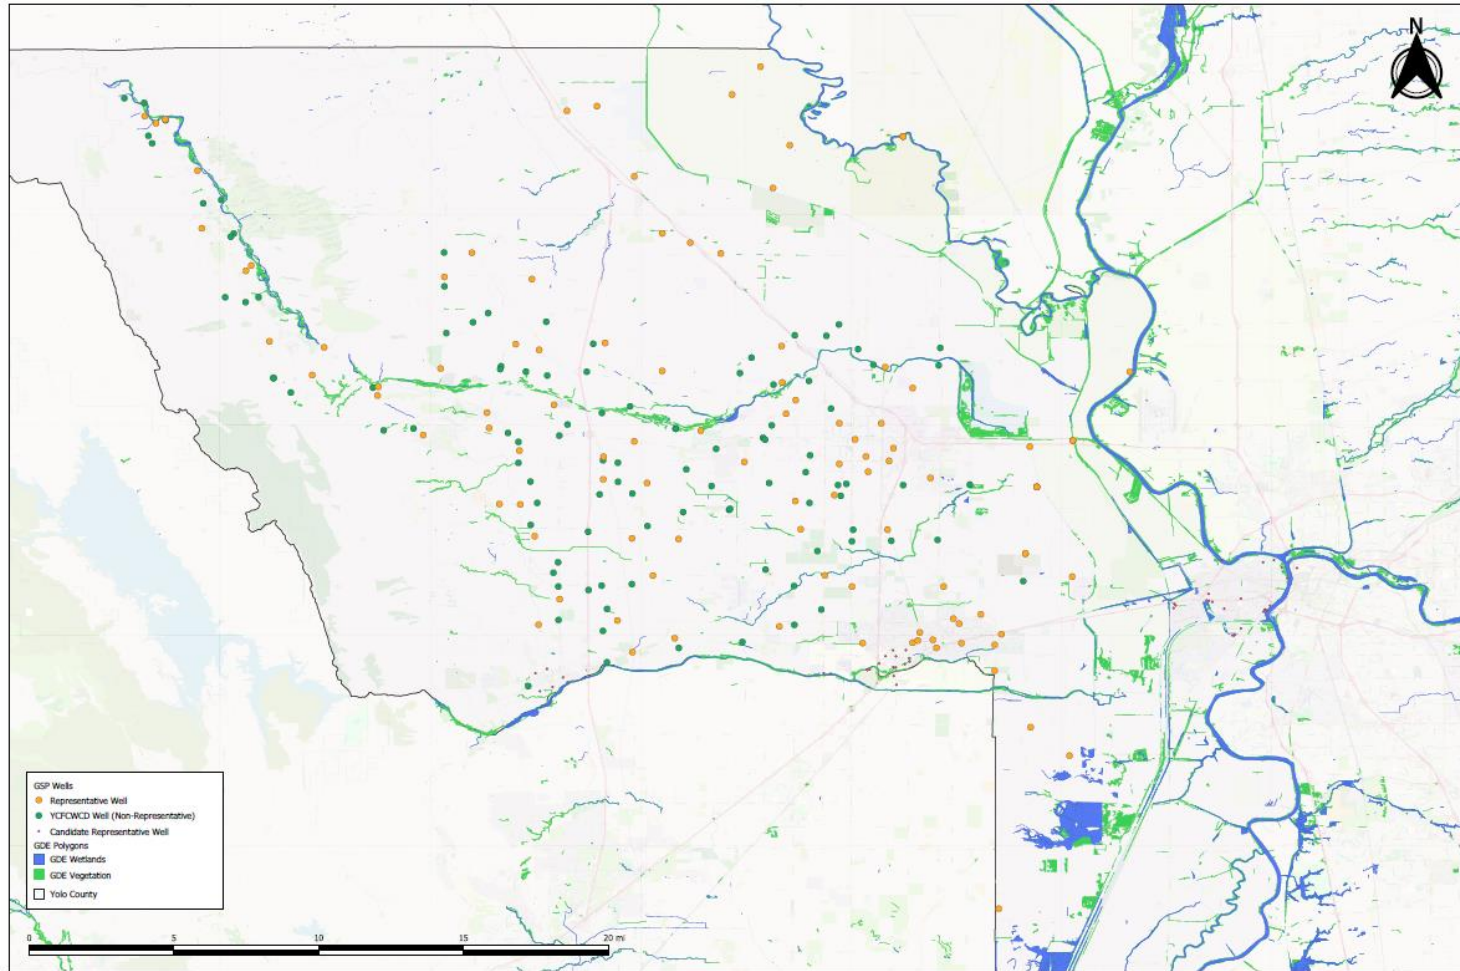 N
GSP Wells
Representative Well
YCFCWCD Well (Non-Representative)
Candidate Representative Well
GDE Polygons
GDE Wetlands
GDE Vegetation
Yolo County
0 5 10 15 20 mi